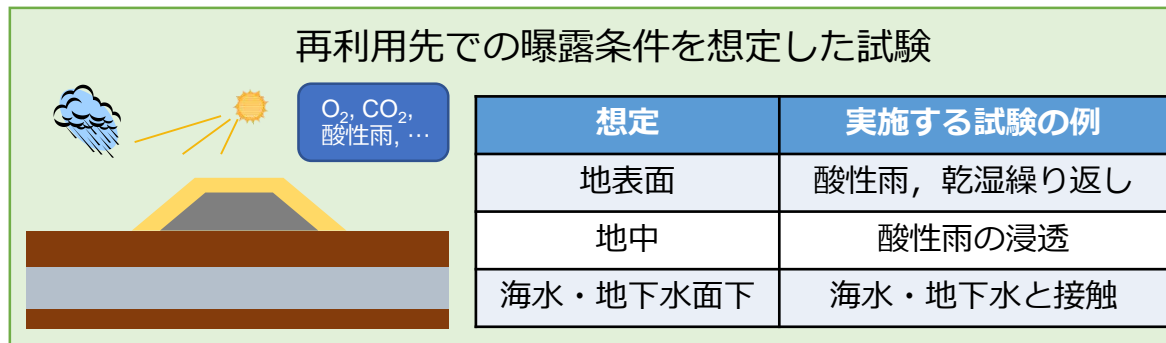 再利用先での曝露条件を想定した試験
O₂, CO₂,
酸性雨, …
想定
実施する試験の例
地表面
酸性雨，乾湿繰り返し
地中
酸性雨の浸透
海水・地下水面下
海水・地下水と接触